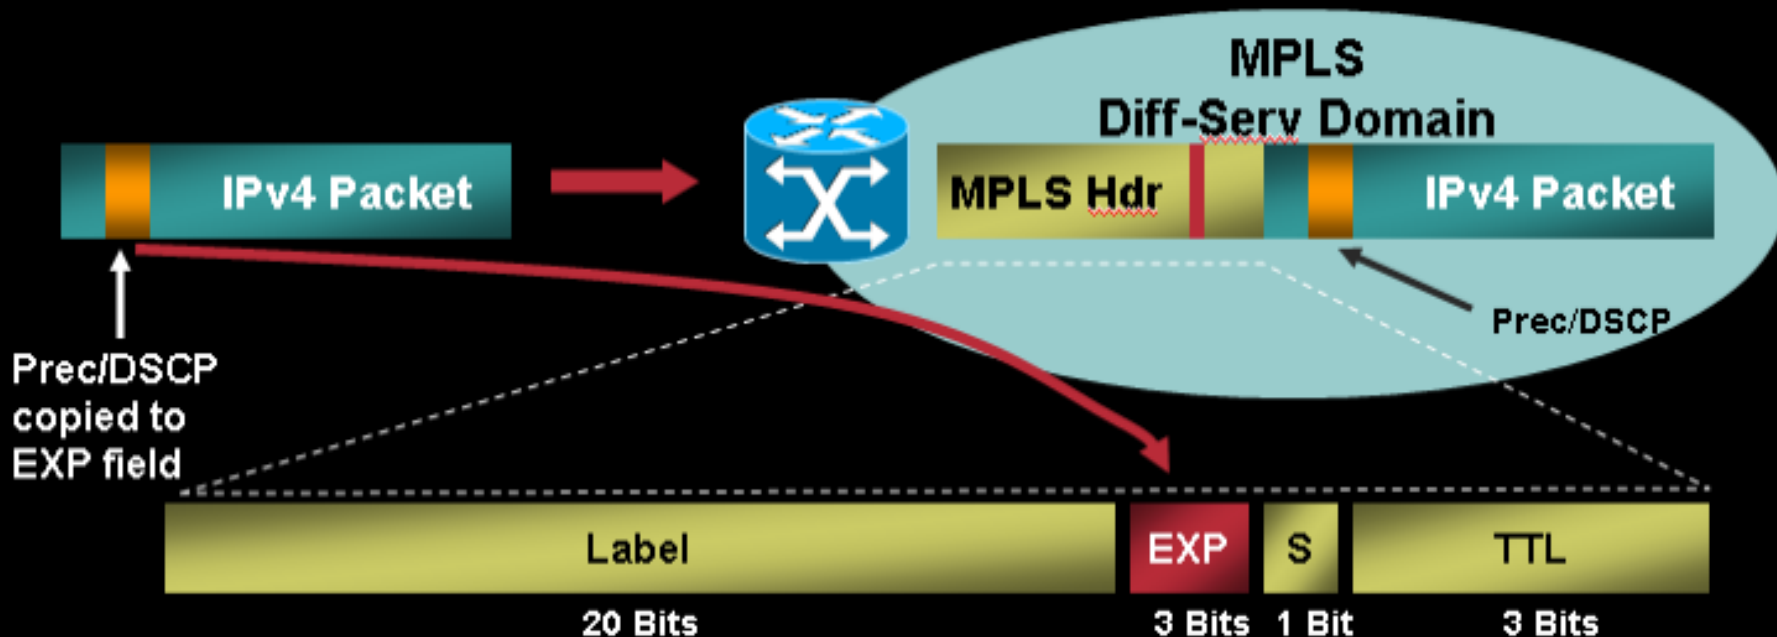 MPLS
Diff-Serv Domain
IPv4 Packet
MPLS Hdr
IPv4 Packet
Prec/DSCP
Prec/DSCP
copied to
EXP field
Label
EXP
S
TTL
20 Bits
3 Bits
1 Bit
3 Bits